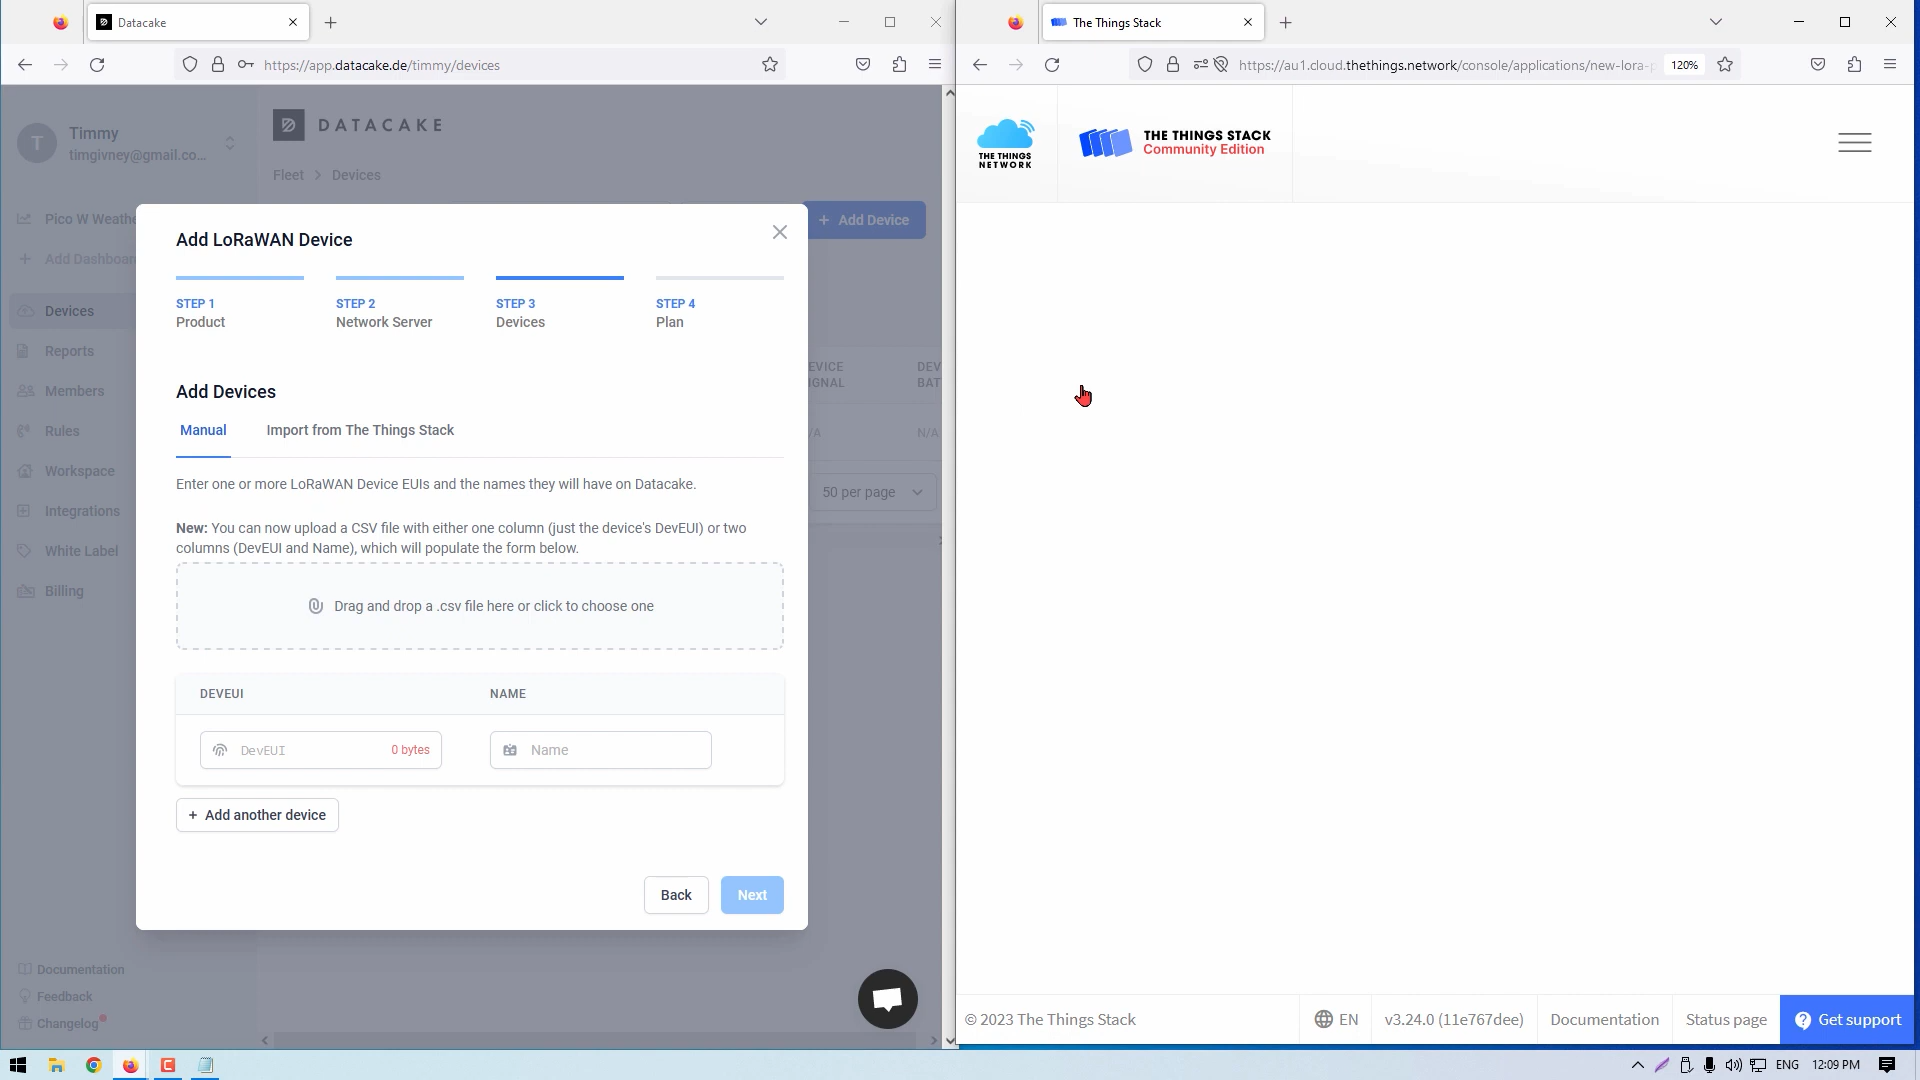 Datacake
The Things Stack
https://app.datacake.de/timmy/devices
https://au1.cloud.thethings.network/console/applications/new-lora-p
120%
T
Timmy
timgivney@gmail.co...
DATACAKE
Fleet > Devices
Pico W Weathe
Add Dashboar
Devices
Reports
Members
Rules
Workspace
Integrations
White Label
Billing
Documentation
Feedback
Changelog
+ Add Device
EVICE
IGNAL
DEV
BAT
/A
N/A
50 per page
Add LoRaWAN Device
STEP 1
Product
STEP 2
Network Server
STEP 3
Devices
STEP 4
Plan
Add Devices
Manual
Import from The Things Stack
Enter one or more LoRaWAN Device EUIs and the names they will have on Datacake.
New: You can now upload a CSV file with either one column (just the device's DevEUI) or two
columns (DevEUI and Name), which will populate the form below.
Drag and drop a .csv file here or click to choose one
DEVEUI
NAME
DevEUI
0 bytes
Name
+ Add another device
Back
Next
THE THINGS
NETWORK
THE THINGS STACK
Community Edition
© 2023 The Things Stack
EN
v3.24.0 (11e767dee)
Documentation
Status page
Get support
ENG
12:09 PM